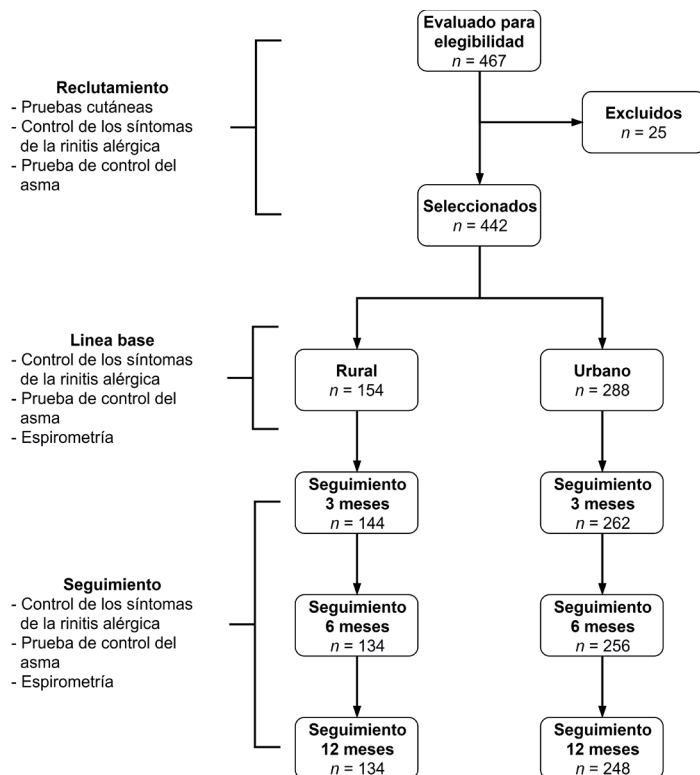 Evaluado para
elegibilidad
n = 467
Reclutamiento
- Pruebas cutáneas
- Control de los síntomas
de la rinitis alérgica
- Prueba de control del
asma
Excluidos
n = 25
Seleccionados
n = 442
Linea base
- Control de los síntomas
de la rinitis alérgica
- Prueba de control del
asma
- Espirometría
Rural
n = 154
Urbano
n = 288
Seguimiento
3 meses
n = 144
Seguimiento
3 meses
n = 262
Seguimiento
- Control de los síntomas
de la rinitis alérgica
- Prueba de control del
asma
- Espirometría
Seguimiento
6 meses
n = 134
Seguimiento
6 meses
n = 256
Seguimiento
12 meses
n = 134
Seguimiento
12 meses
n = 248